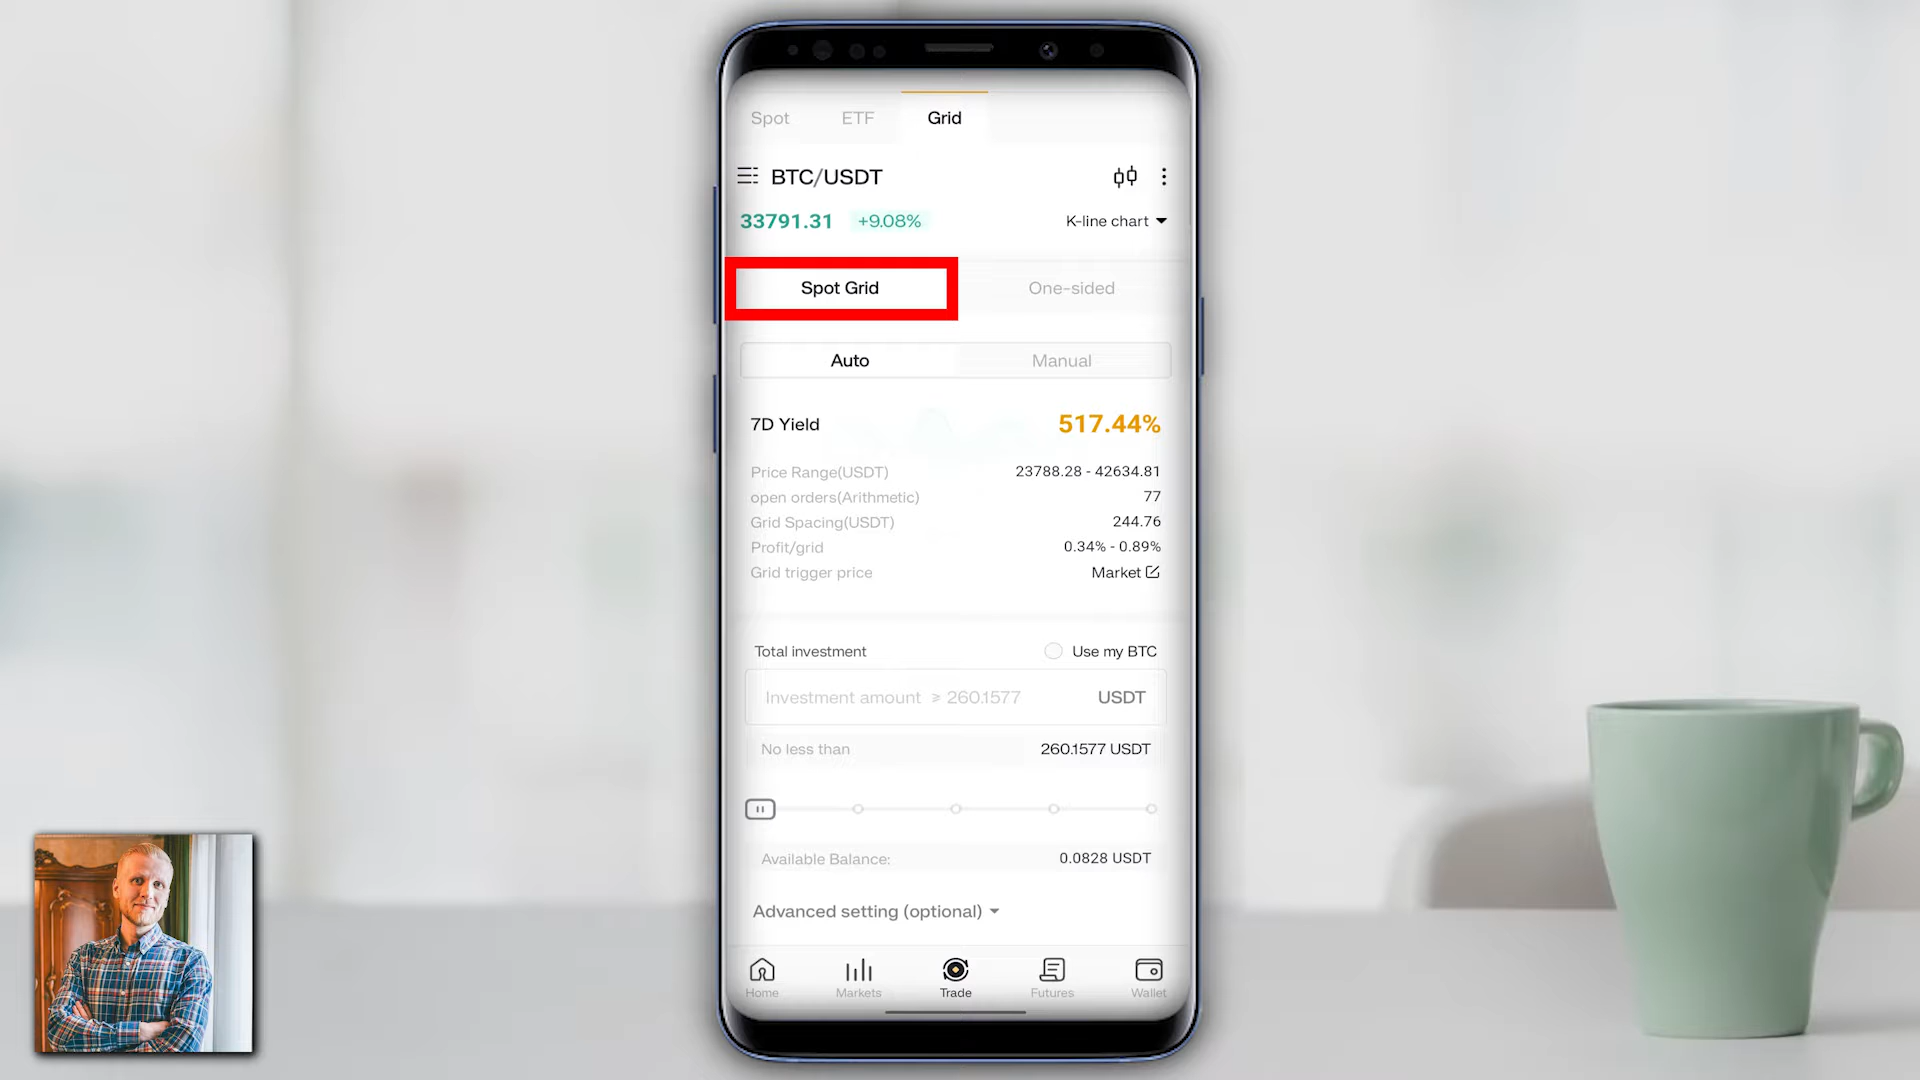 Spot ETF Grid
BTC/USDT
33791.31 +9.08% K-line chart
Spot Grid One-sided
Auto Manual
7D Yield 517.44%
Price Range(USDT) 23788.28 - 42634.81
open orders(Arithmetic) 77
Grid Spacing(USDT) 244.76
Profit/grid 0.34% - 0.89%
Grid trigger price Market
Total investment Use my BTC
Investment amount ≥ 260.1577 USDT
No less than 260.1577 USDT
Available Balance: 0.0828 USDT
Advanced setting (optional)
Home Markets Trade Futures Wallet